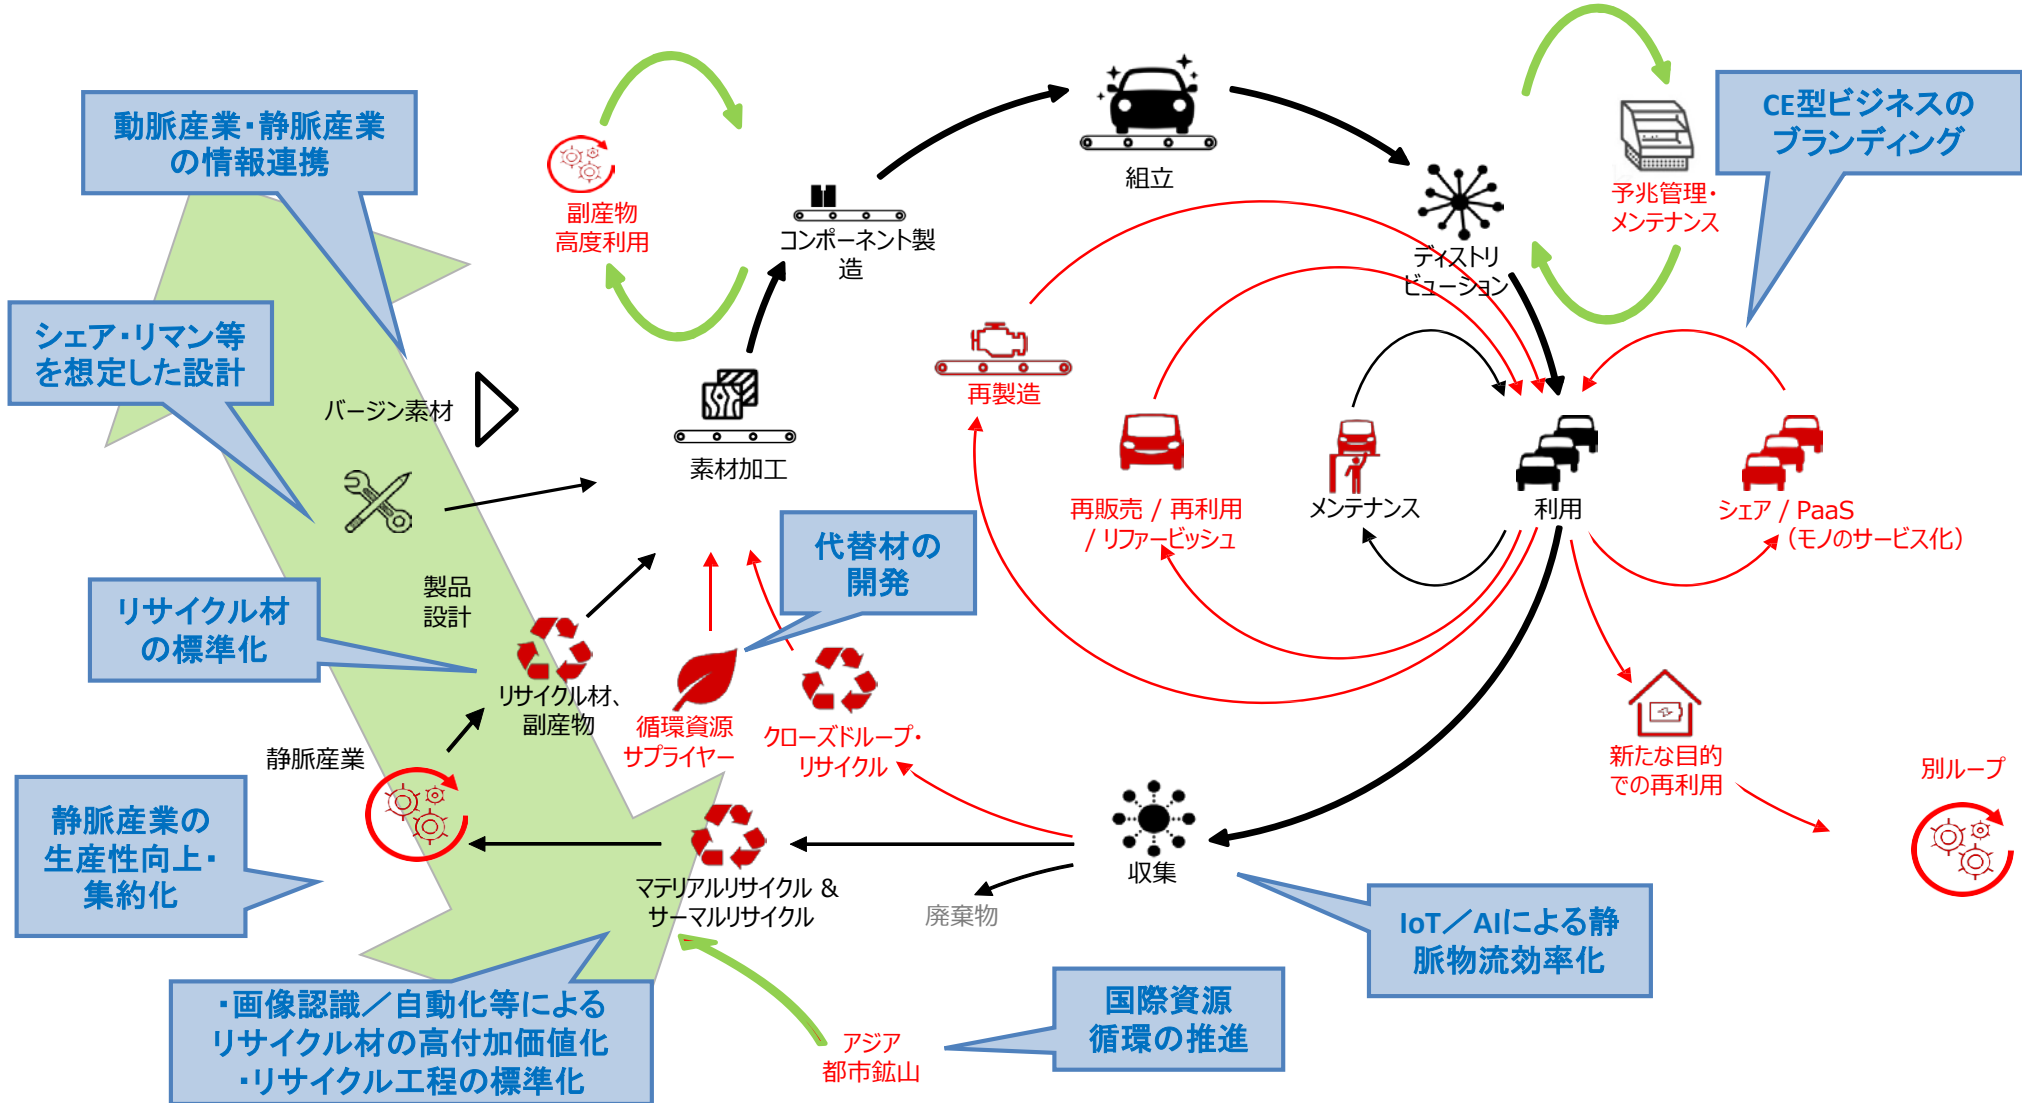 動脈産業・静脈産業
の情報連携
シェア・リマン等
を想定した設計
バージン素材
製品
設計
リサイクル材
の標準化
リサイクル材、
副産物
静脈産業
静脈産業の
生産性向上・
集約化
・画像認識／自動化等による
リサイクル材の高付加価値化
・リサイクル工程の標準化
マテリアルリサイクル &
サーマルリサイクル
循環資源
サプライヤー
クローズドループ・
リサイクル
代替材の
開発
素材加工
副産物
高度利用
コンポーネント製
造
組立
ディストリ
ビューション
予兆管理・
メンテナンス
CE型ビジネスの
ブランディング
再製造
再販売 / 再利用
/ リファービッシュ
メンテナンス
利用
シェア / PaaS
（モノのサービス化）
新たな目的
での再利用
別ループ
収集
廃棄物
IoT／AIによる静
脈物流効率化
国際資源
循環の推進
アジア
都市鉱山